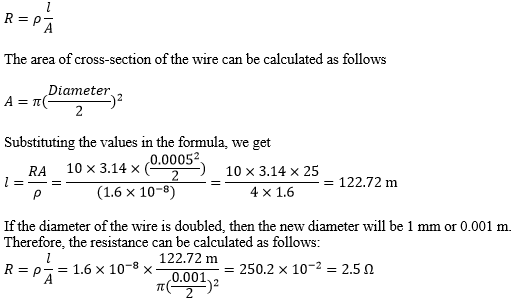 R = ρ l/A
The area of cross-section of the wire can be calculated as follows
A = π(Diameter/2)²
Substituting the values in the formula, we get
l = RA/ρ = (10 × 3.14 × (0.0005²/2))/((1.6 × 10⁻⁸)) = (10 × 3.14 × 25)/(4 × 1.6) = 122.72 m
If the diameter of the wire is doubled, then the new diameter will be 1 mm or 0.001 m.
Therefore, the resistance can be calculated as follows:
R = ρ l/A = 1.6 × 10⁻⁸ × (122.72 m)/(π(0.001/2)²) = 250.2 × 10⁻² = 2.5 Ω